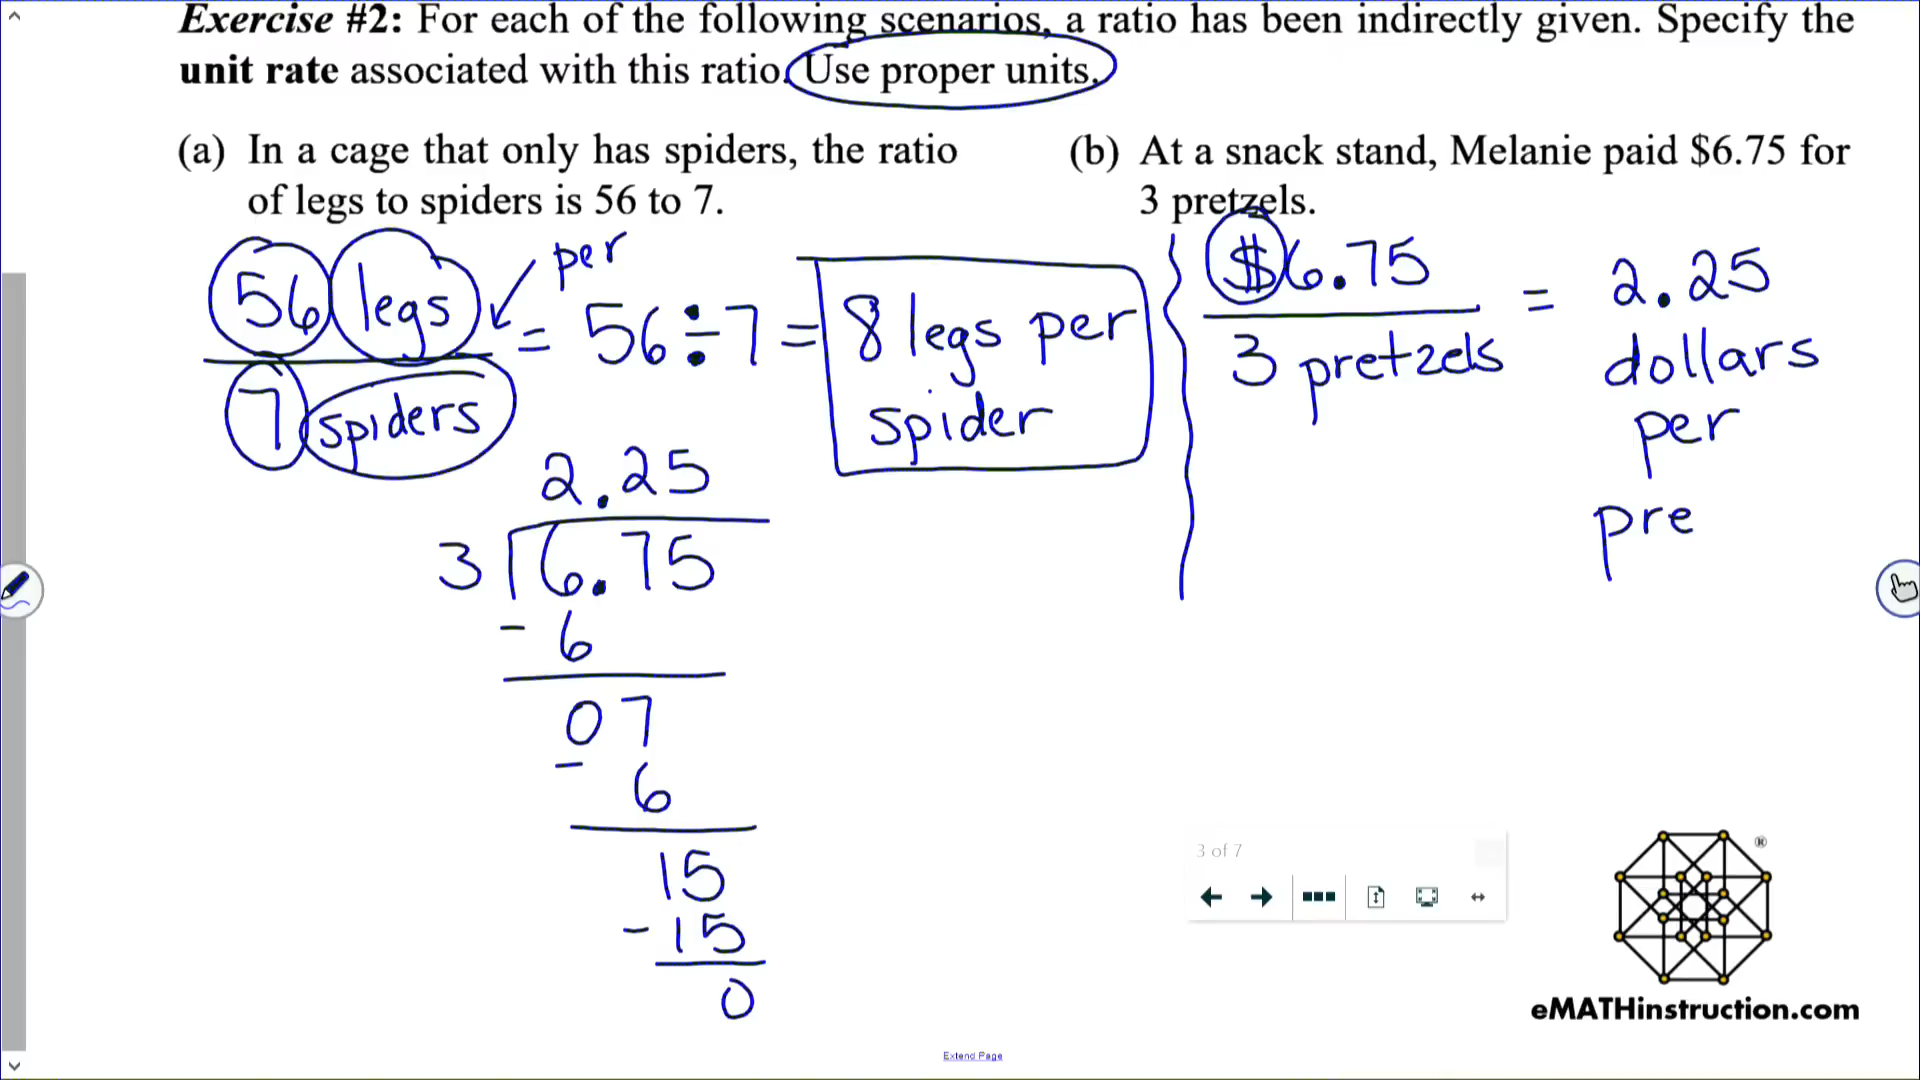 Exercise #2: For each of the following scenarios, a ratio has been indirectly given. Specify the
unit rate associated with this ratio. Use proper units.
(a) In a cage that only has spiders, the ratio
of legs to spiders is 56 to 7.
(b) At a snack stand, Melanie paid $6.75 for
3 pretzels.
per
56 legs
7 spiders
= 56 ÷ 7 = 8 legs per
spider
$6.75
3 pretzels
= 2.25
dollars
per
pre
2.25
3 6.75
- 6
07
- 6
15
- 15
0
3 of 7
®
eMATHinstruction.com
Extend Page